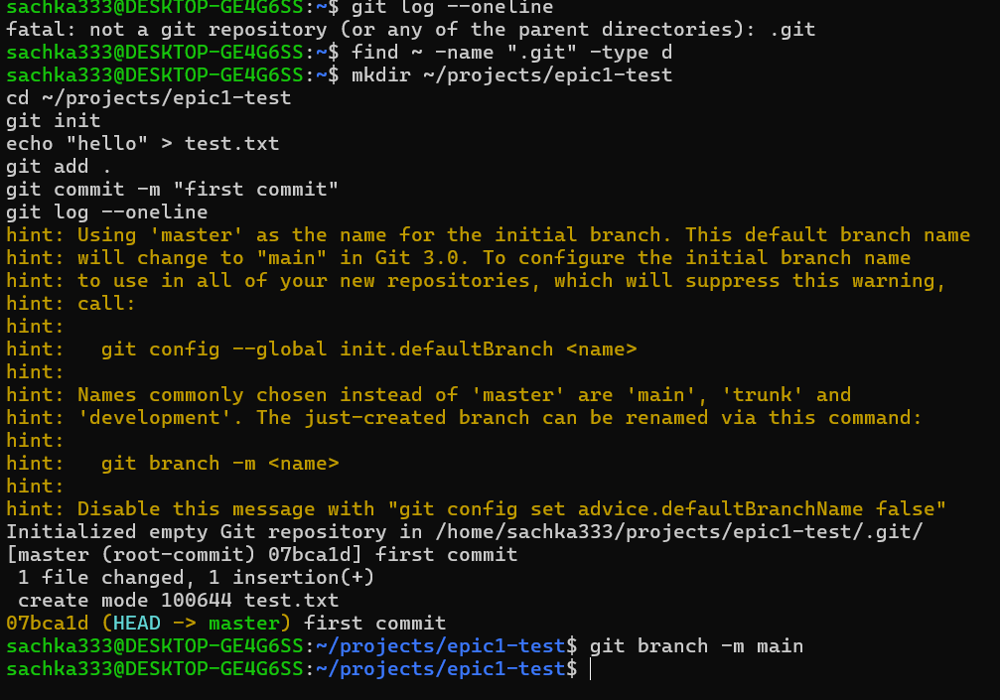 sachka333@DESKTOP-GE4G6SS:~$ git log --oneline
fatal: not a git repository (or any of the parent directories): .git
sachka333@DESKTOP-GE4G6SS:~$ find ~ -name ".git" -type d
sachka333@DESKTOP-GE4G6SS:~$ mkdir ~/projects/epic1-test
cd ~/projects/epic1-test
git init
echo "hello" > test.txt
git add .
git commit -m "first commit"
git log --oneline
hint: Using 'master' as the name for the initial branch. This default branch name
hint: will change to "main" in Git 3.0. To configure the initial branch name
hint: to use in all of your new repositories, which will suppress this warning,
hint: call:
hint:
hint:   git config --global init.defaultBranch <name>
hint:
hint: Names commonly chosen instead of 'master' are 'main', 'trunk' and
hint: 'development'. The just-created branch can be renamed via this command:
hint:
hint:   git branch -m <name>
hint:
hint: Disable this message with "git config set advice.defaultBranchName false"
Initialized empty Git repository in /home/sachka333/projects/epic1-test/.git/
[master (root-commit) 07bca1d] first commit
 1 file changed, 1 insertion(+)
 create mode 100644 test.txt
07bca1d (HEAD -> master) first commit
sachka333@DESKTOP-GE4G6SS:~/projects/epic1-test$ git branch -m main
sachka333@DESKTOP-GE4G6SS:~/projects/epic1-test$